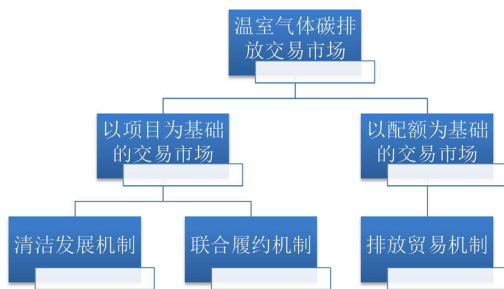 温室气体碳排
放交易市场
以项目为基础
的交易市场
以配额为基础
的交易市场
清洁发展机制
联合履约机制
排放贸易机制